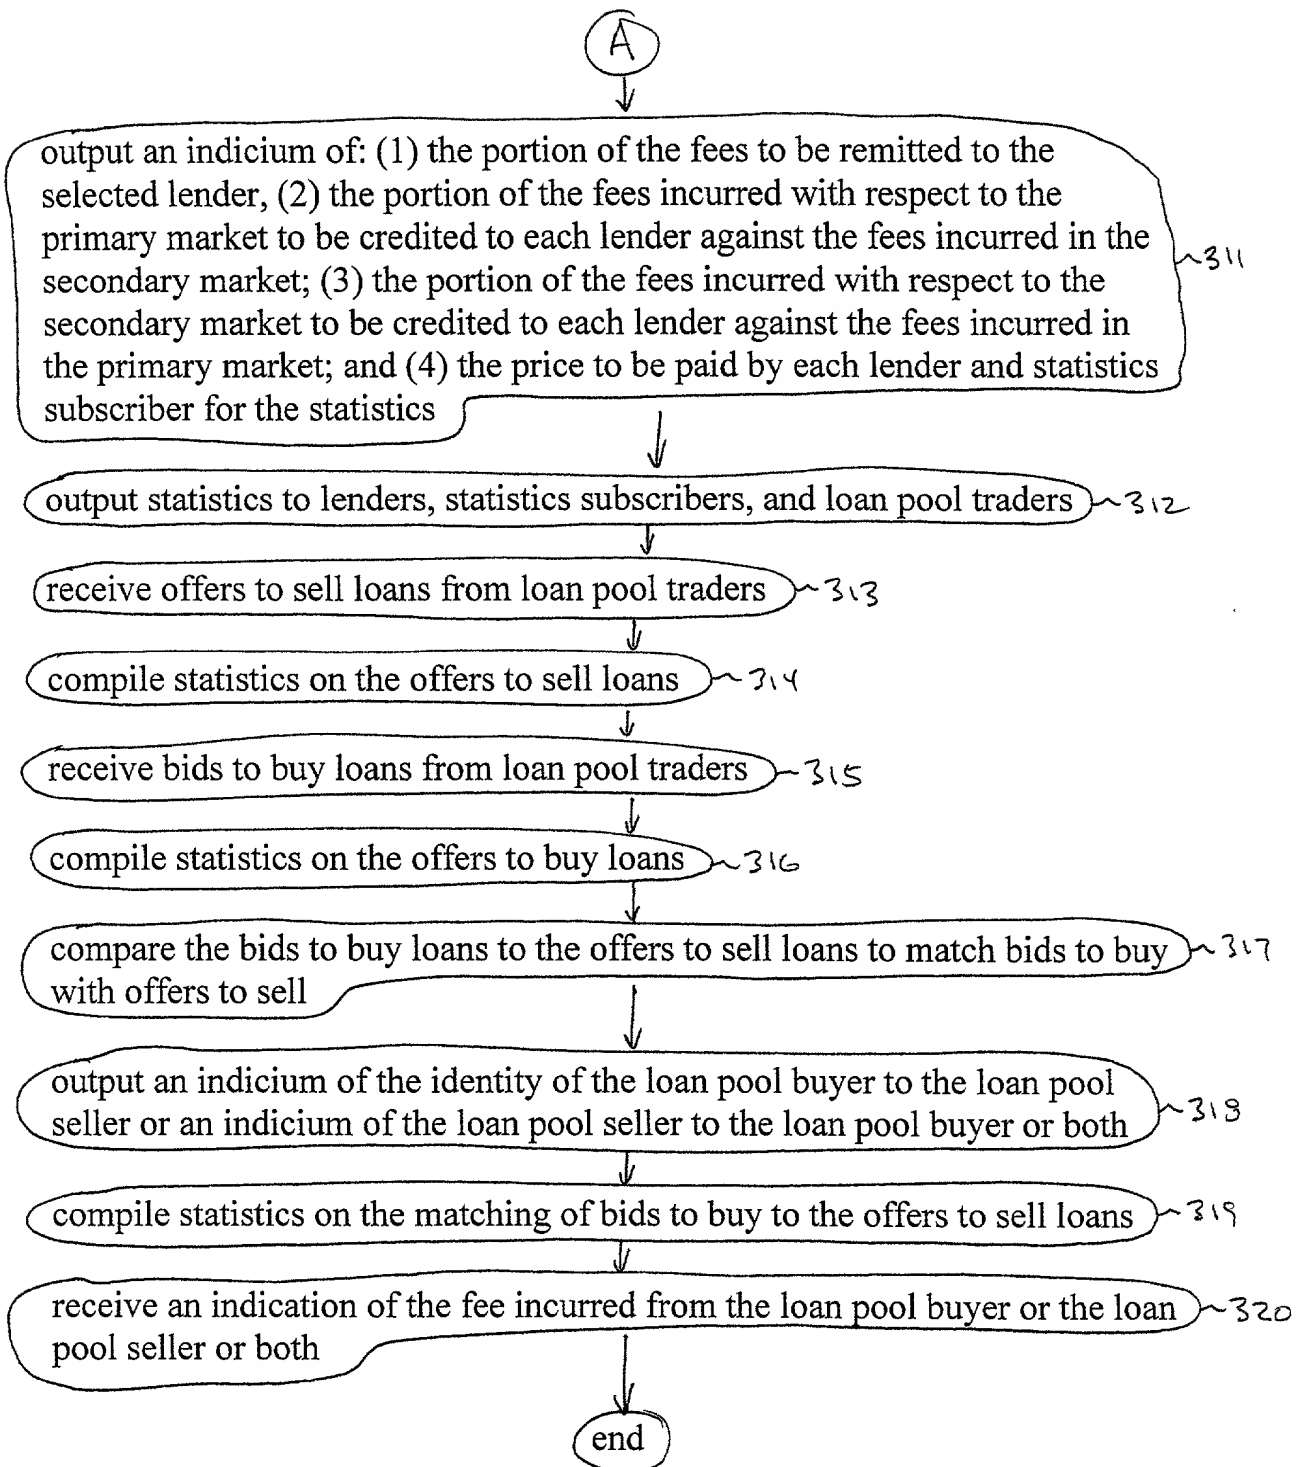 A
output an indicium of: (1) the portion of the fees to be remitted to the
selected lender, (2) the portion of the fees incurred with respect to the
primary market to be credited to each lender against the fees incurred in the
secondary market; (3) the portion of the fees incurred with respect to the
secondary market to be credited to each lender against the fees incurred in
the primary market; and (4) the price to be paid by each lender and statistics
subscriber for the statistics
311
output statistics to lenders, statistics subscribers, and loan pool traders
312
receive offers to sell loans from loan pool traders
313
compile statistics on the offers to sell loans
314
receive bids to buy loans from loan pool traders
315
compile statistics on the offers to buy loans
316
compare the bids to buy loans to the offers to sell loans to match bids to buy
with offers to sell
317
output an indicium of the identity of the loan pool buyer to the loan pool
seller or an indicium of the loan pool seller to the loan pool buyer or both
318
compile statistics on the matching of bids to buy to the offers to sell loans
319
receive an indication of the fee incurred from the loan pool buyer or the loan
pool seller or both
320
end